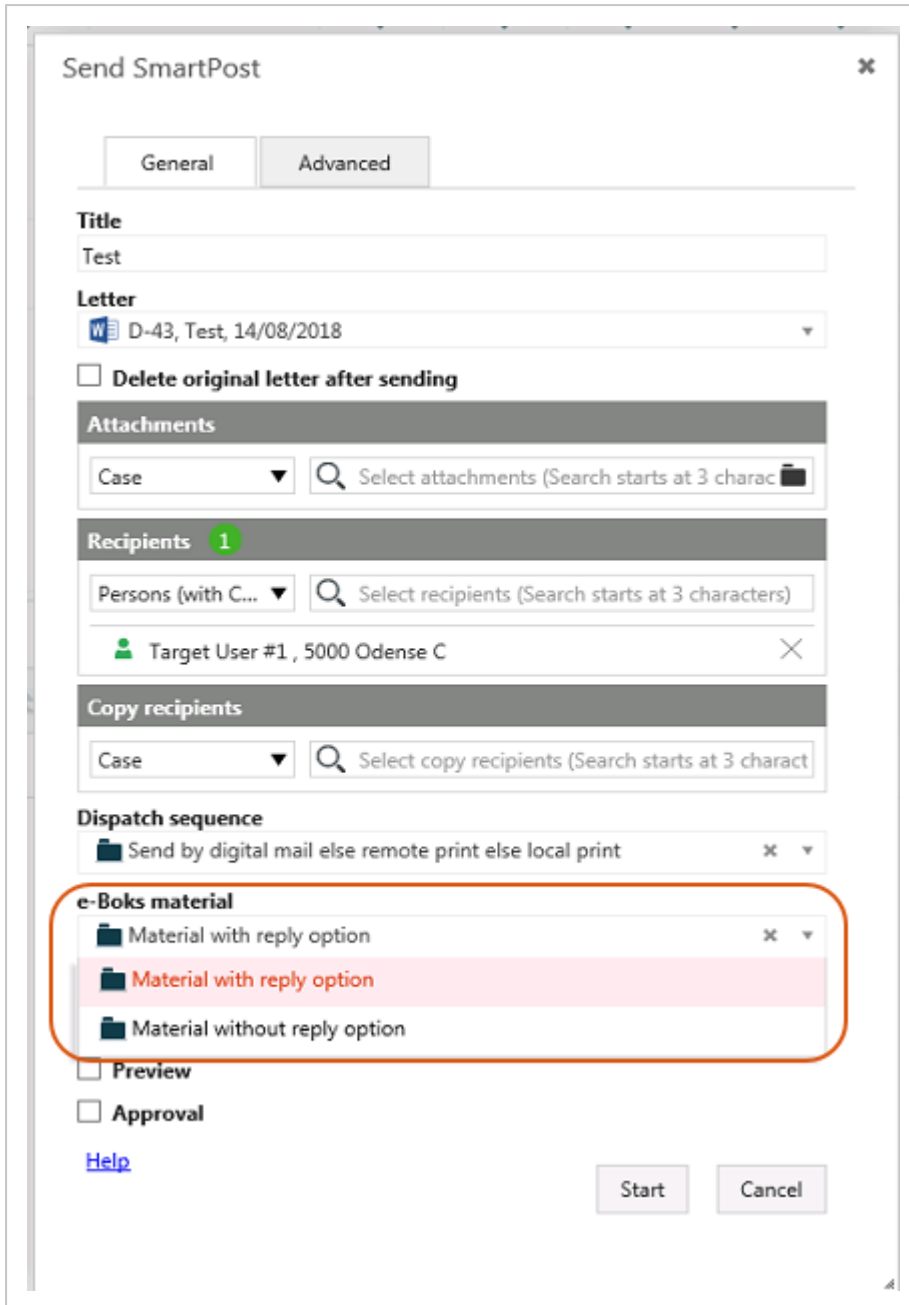 Send SmartPost
General
Advanced
Title
Test
Letter
D-43, Test, 14/08/2018
Delete original letter after sending
Attachments
Case
Select attachments (Search starts at 3 charac
Recipients 1
Persons (with C...
Select recipients (Search starts at 3 characters)
Target User #1 , 5000 Odense C
Copy recipients
Case
Select copy recipients (Search starts at 3 charact
Dispatch sequence
Send by digital mail else remote print else local print
e-Boks material
Material with reply option
Material with reply option
Material without reply option
Preview
Approval
Help
Start
Cancel